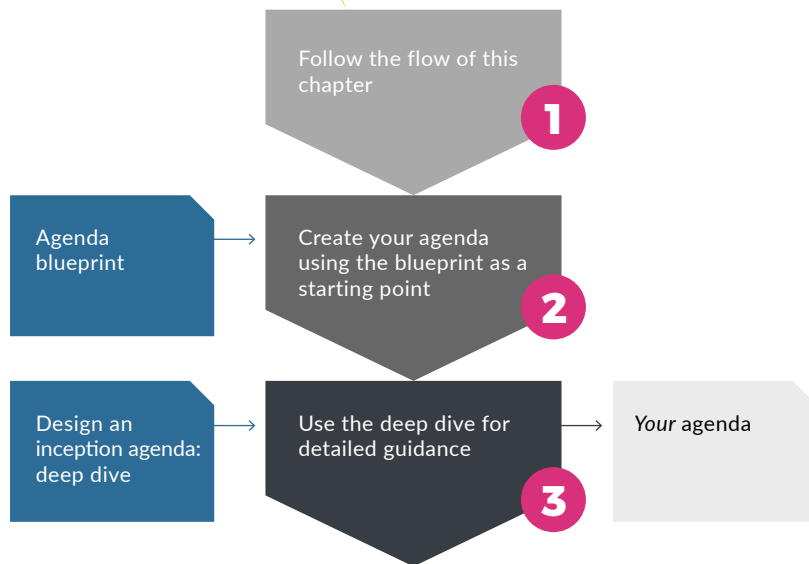 Follow the flow of this
chapter
1
Agenda
blueprint
Create your agenda
using the blueprint as a
starting point
2
Design an
inception agenda:
deep dive
Use the deep dive for
detailed guidance
3
Your agenda